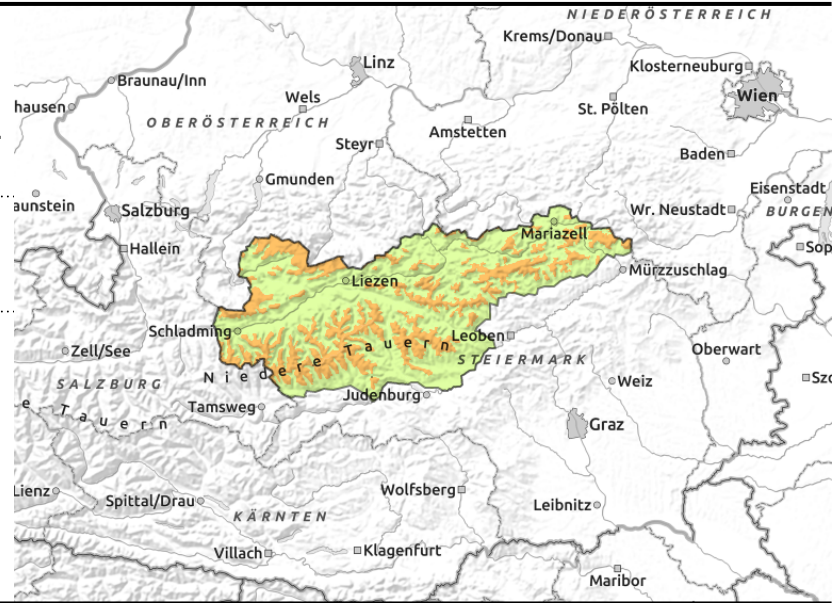 NIEDERÖSTERREICH
Krems/Donau
Linz
Klosterneuburg
Braunau/Inn
Wien
hausen
Wels
St. Pölten
OBERÖSTERREICH
Amstetten
Steyr
Baden
Gmunden
Eisenstadt
aunstein
Salzburg
Wr. Neustadt
BURGEN
Mariazell
Hallein
Sop
Mürzzuschlag
Liezen
Schladming
Leoben
Niedere Tauern
Zell/See
STEIERMARK
Oberwart
SALZBURG
Weiz
Szo
Judenburg
Tamsweg
e Tauern
Graz
Lienz
Spittal/Drau
Wolfsberg
Leibnitz
KÄRNTEN
Villach
Klagenfurt
Maribor